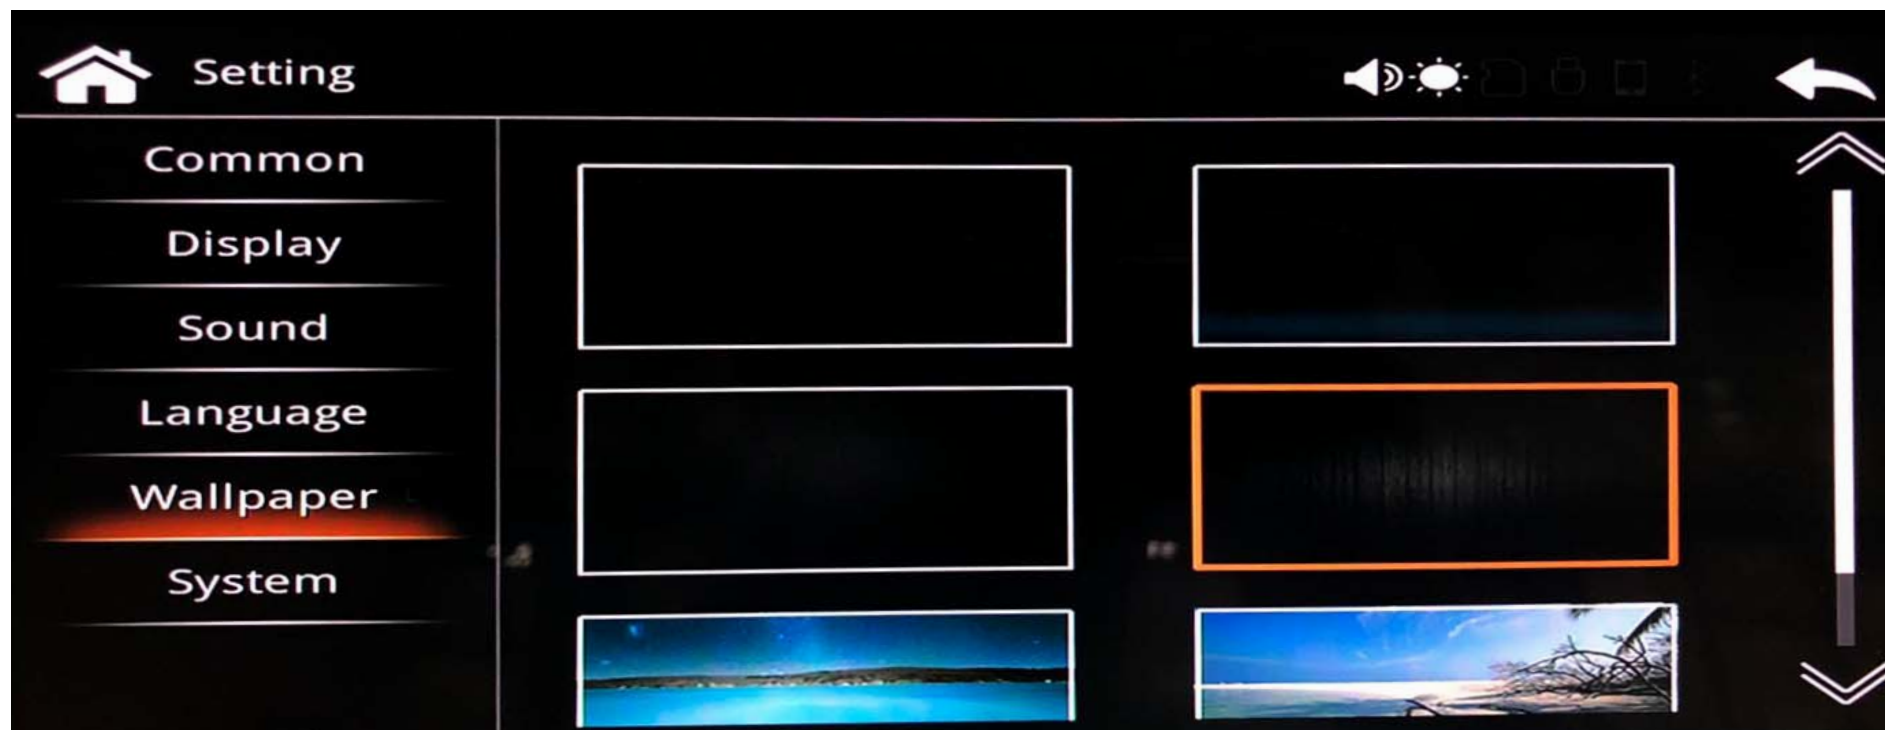 Setting
Common
Display
Sound
Language
Wallpaper
System